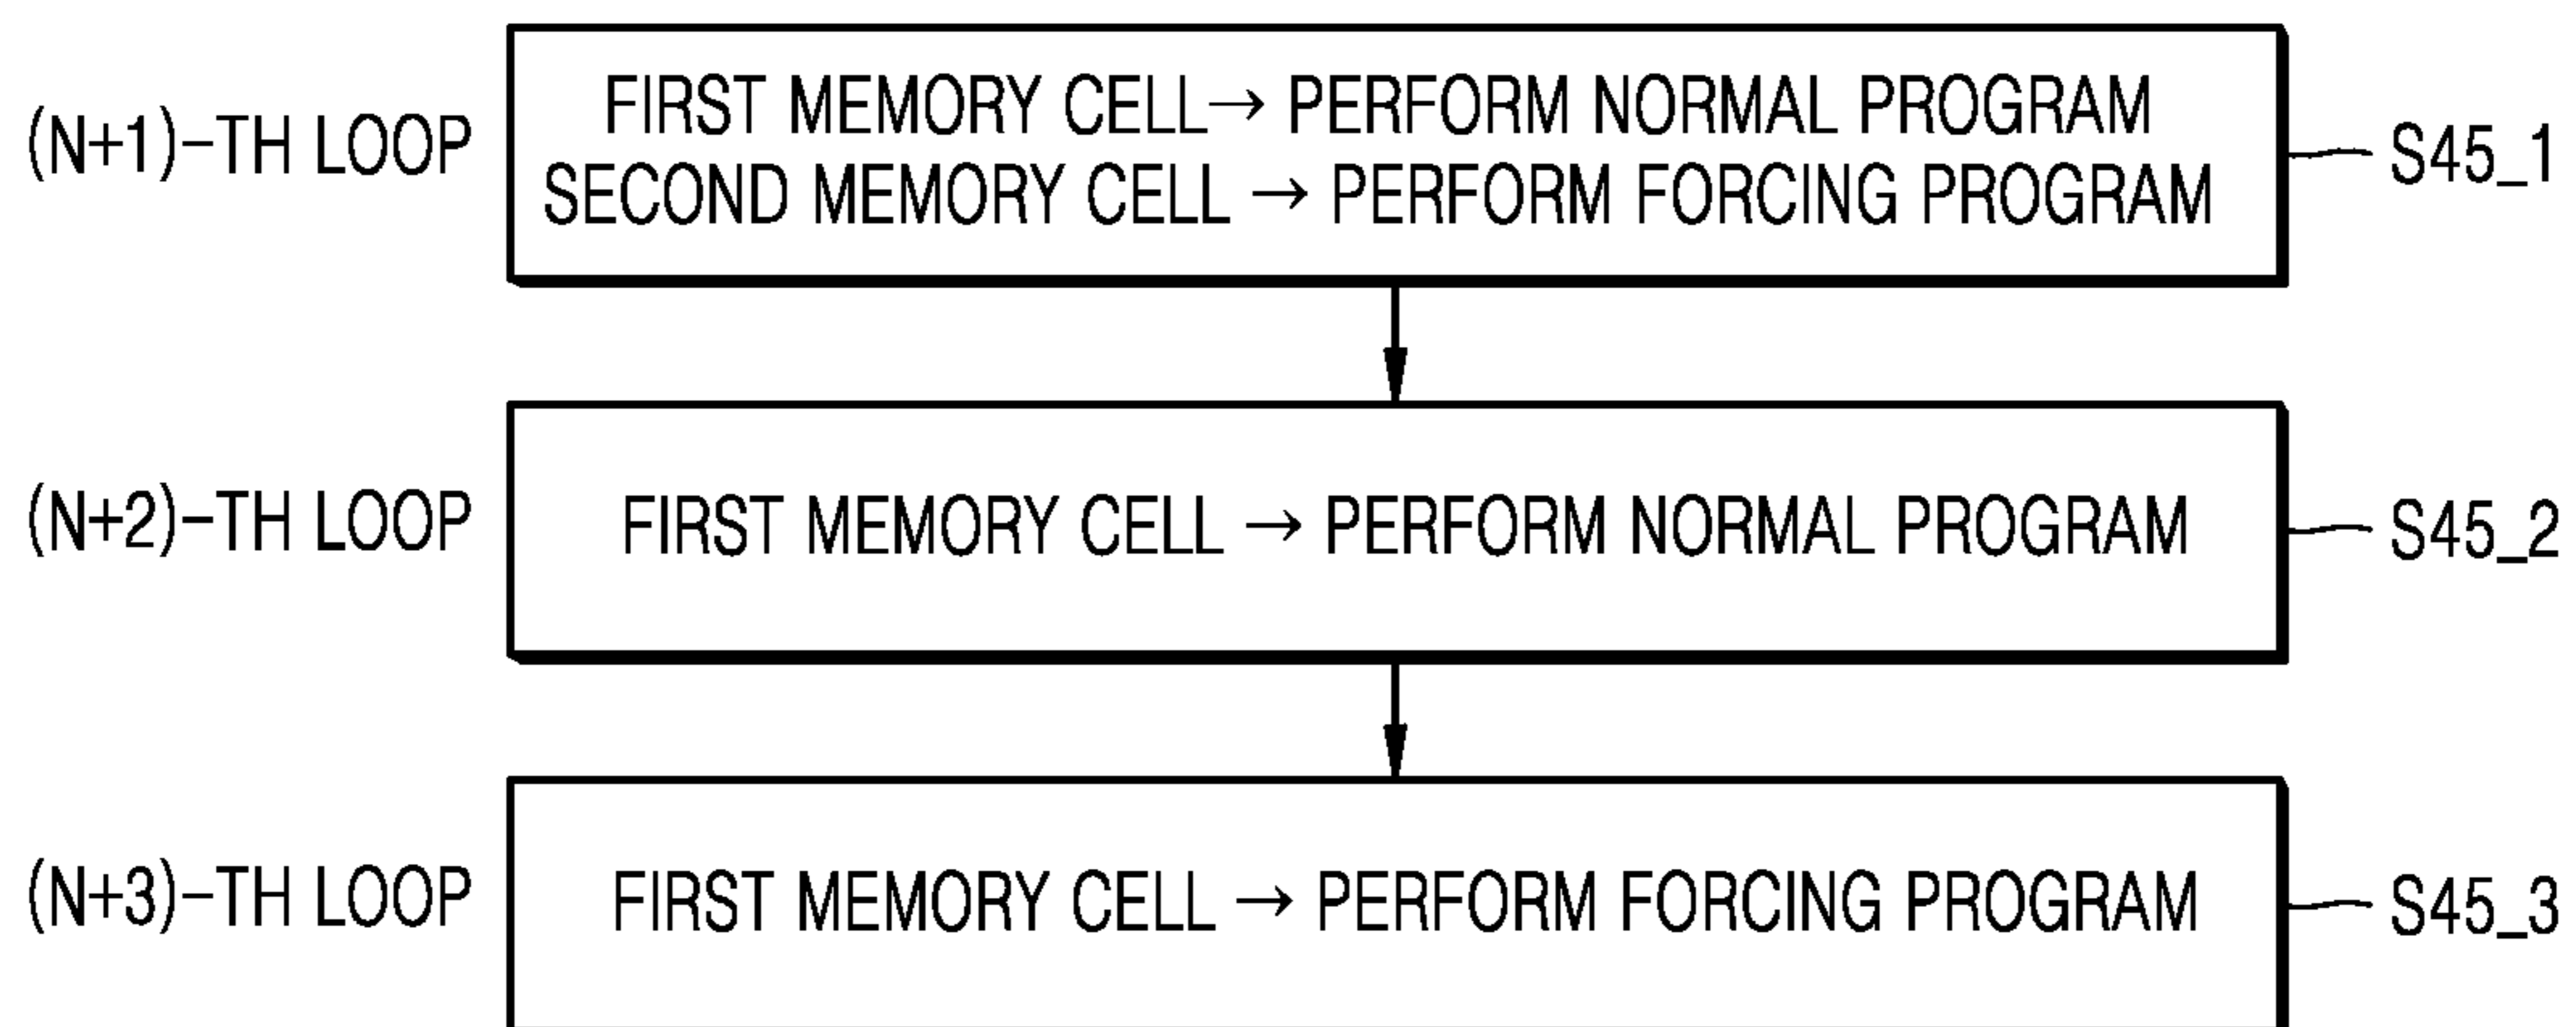 (N+1)-TH LOOP
FIRST MEMORY CELL→ PERFORM NORMAL PROGRAM
SECOND MEMORY CELL → PERFORM FORCING PROGRAM
S45_1
(N+2)-TH LOOP
FIRST MEMORY CELL → PERFORM NORMAL PROGRAM
S45_2
(N+3)-TH LOOP
FIRST MEMORY CELL → PERFORM FORCING PROGRAM
S45_3